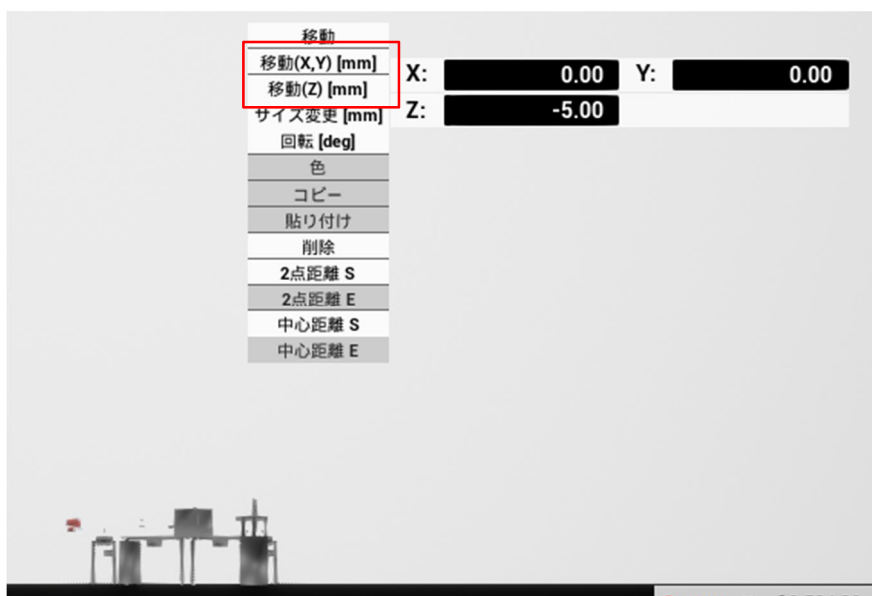 移動
移動(X,Y) [mm]
X: 0.00 Y: 0.00
移動(Z) [mm]
Z: -5.00
サイズ変更 [mm]
回転 [deg]
色
コピー
貼り付け
削除
2点距離 S
2点距離 E
中心距離 S
中心距離 E